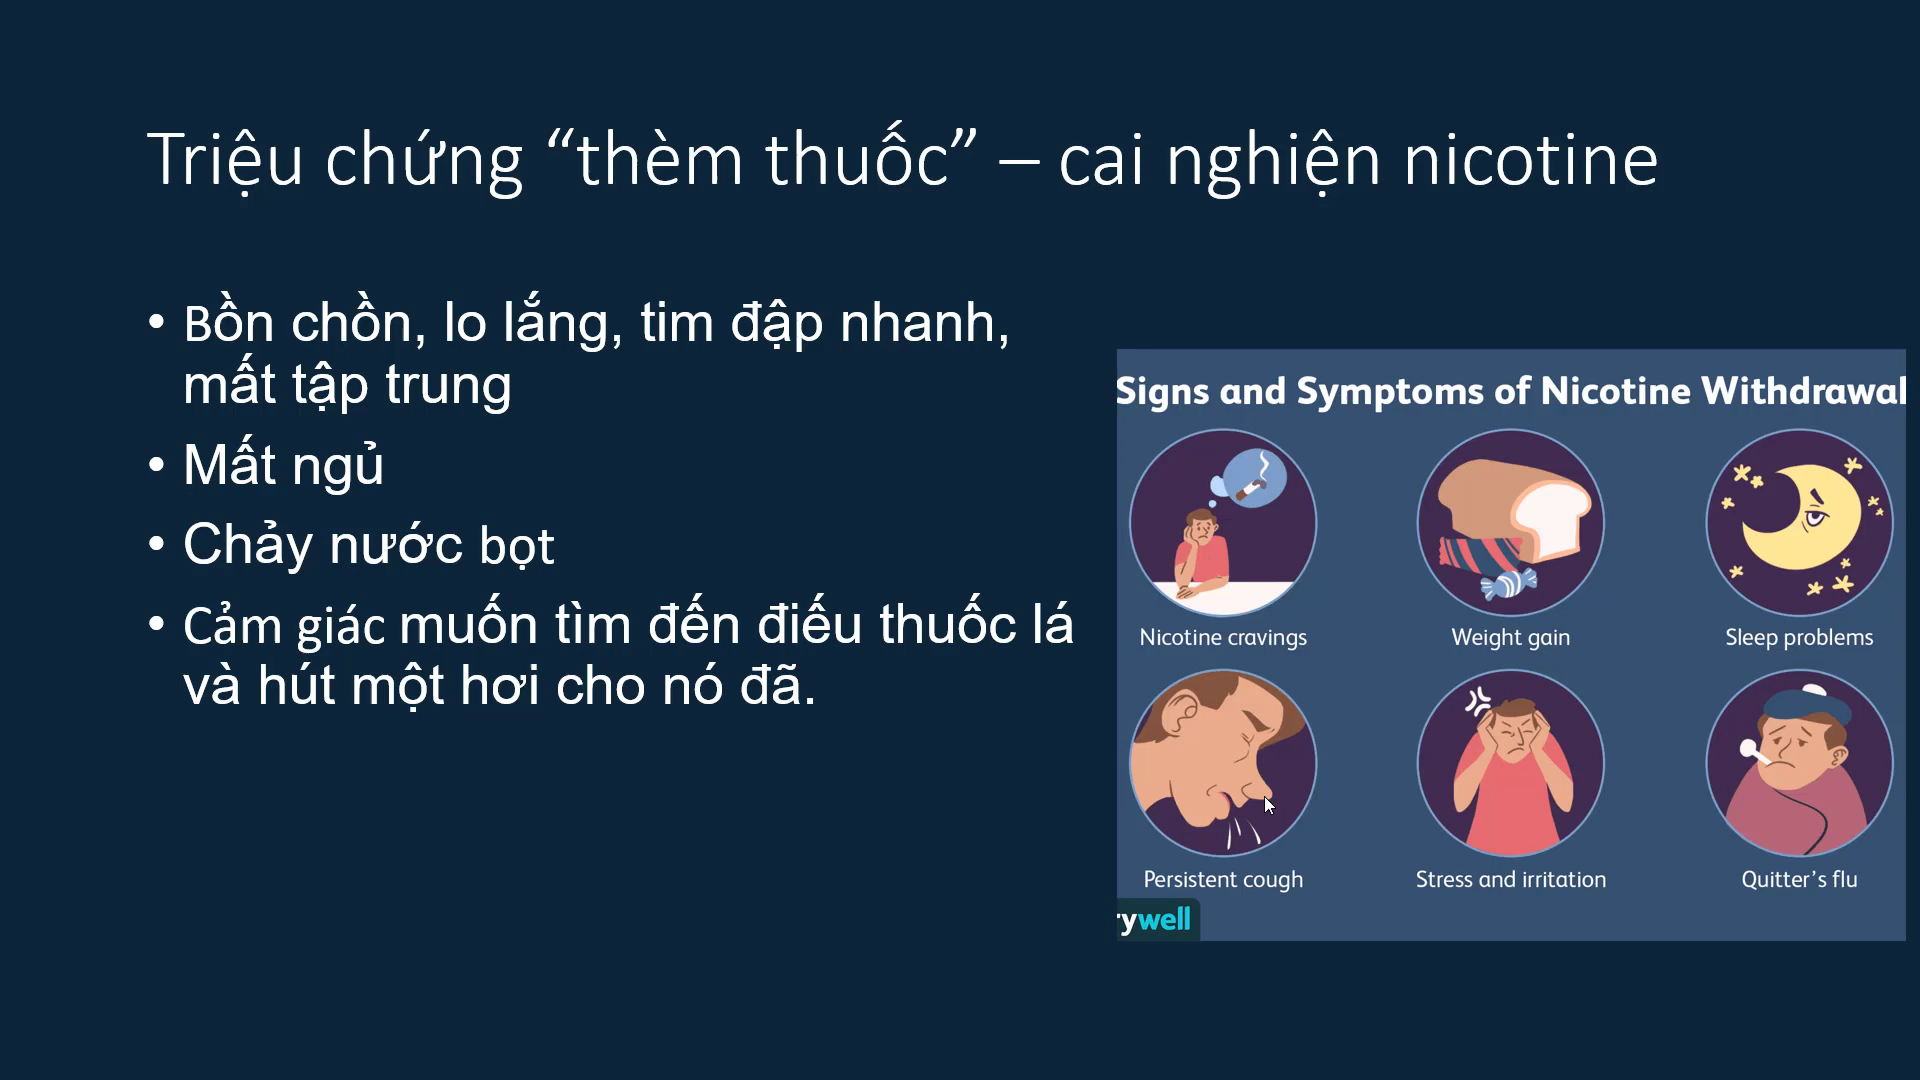 Triệu chứng “thèm thuốc” – cai nghiện nicotine
• Bồn chồn, lo lắng, tim đập nhanh,
mất tập trung
• Mất ngủ
• Chảy nước bọt
• Cảm giác muốn tìm đến điếu thuốc lá
và hút một hơi cho nó đã.
Signs and Symptoms of Nicotine Withdrawal
Nicotine cravings
Weight gain
Sleep problems
Persistent cough
Stress and irritation
Quitter’s flu
rywell